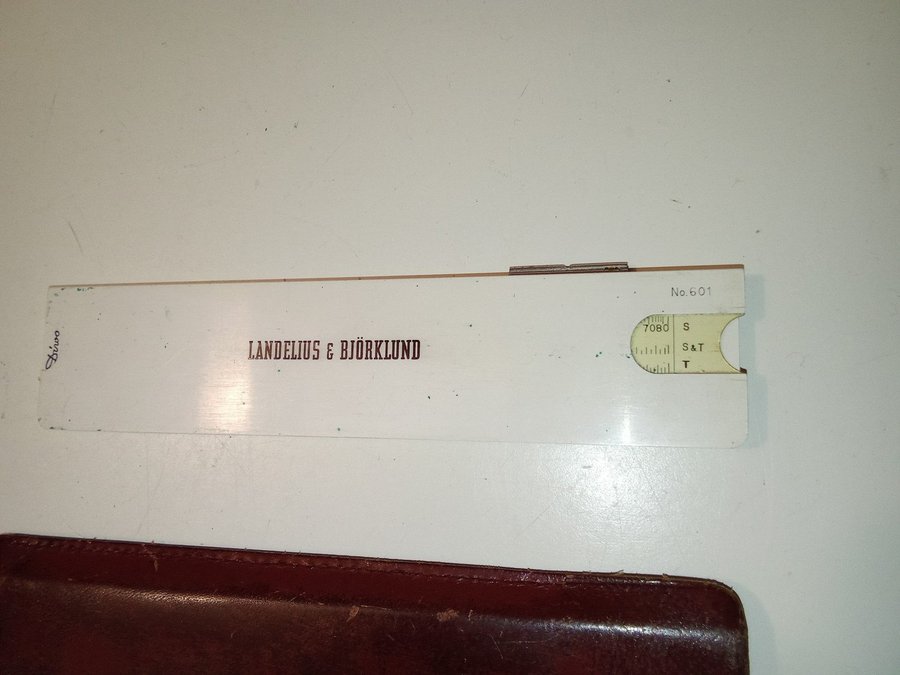 No.601
7080 S
S&T
T
LANDELIUS & BJÖRKLUND